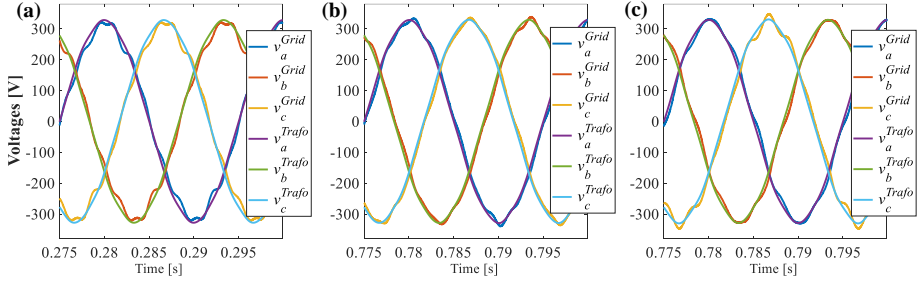 (a)
Voltages [V]
300
200
100
0
-100
-200
-300
0.275 0.28 0.285 0.29 0.295
Time [s]
v_a^{Grid}
v_b^{Grid}
v_c^{Grid}
v_a^{Trafo}
v_b^{Trafo}
v_c^{Trafo}
(b)
300
200
100
0
-100
-200
-300
0.775 0.78 0.785 0.79 0.795
Time [s]
v_a^{Grid}
v_b^{Grid}
v_c^{Grid}
v_a^{Trafo}
v_b^{Trafo}
v_c^{Trafo}
(c)
300
200
100
0
-100
-200
-300
0.775 0.78 0.785 0.79 0.795
Time [s]
v_a^{Grid}
v_b^{Grid}
v_c^{Grid}
v_a^{Trafo}
v_b^{Trafo}
v_c^{Trafo}